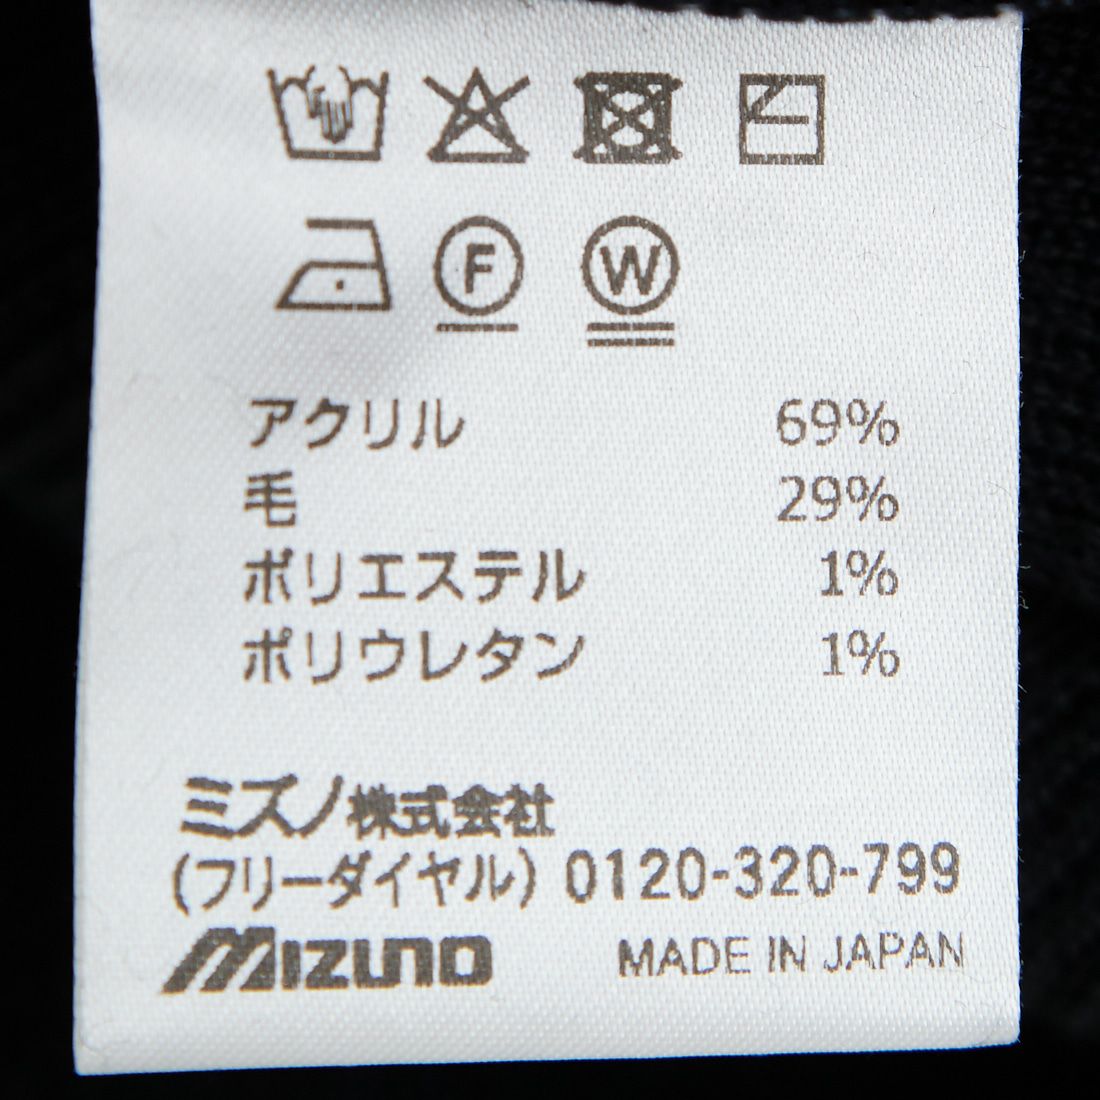 F W
アクリル 69%
毛 29%
ポリエステル 1%
ポリウレタン 1%
ミズノ株式会社
(フリーダイヤル) 0120-320-799
MIZUNO MADE IN JAPAN